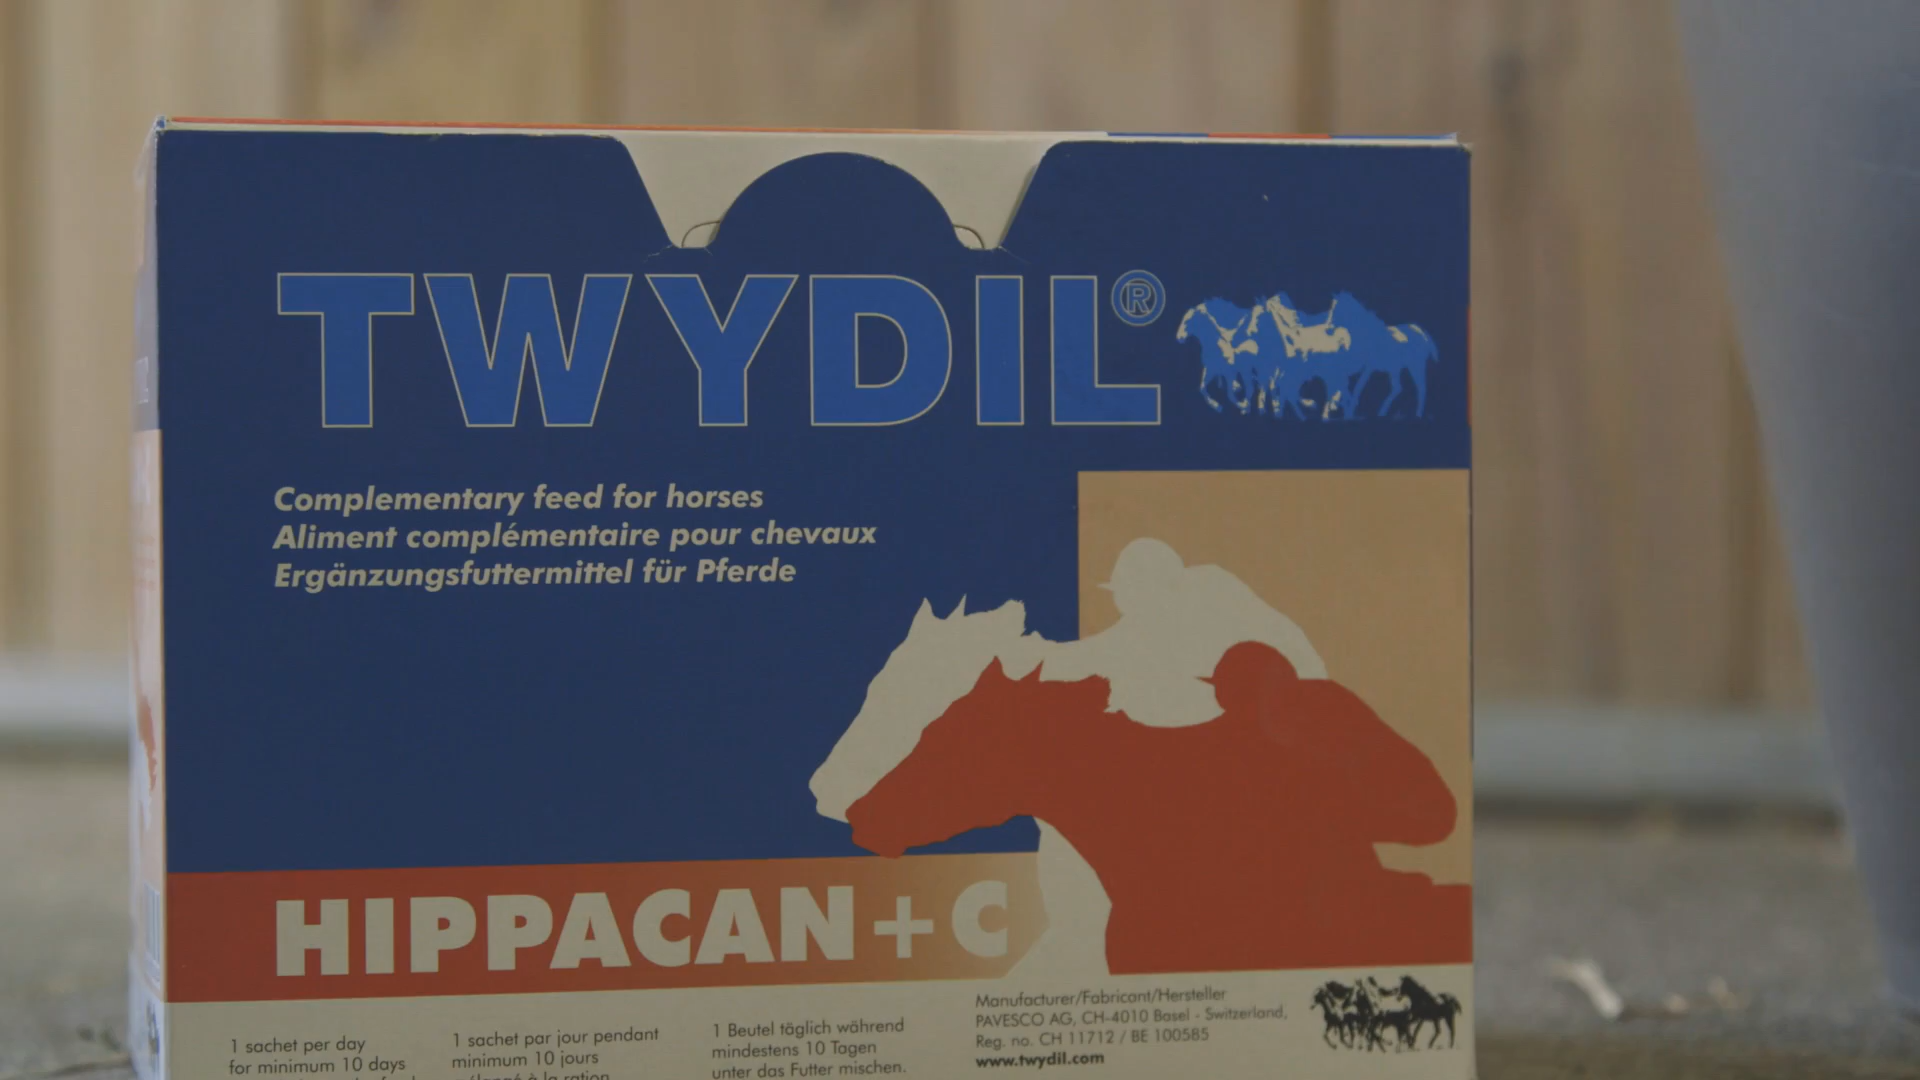 TWYDIL®
Complementary feed for horses
Aliment complémentaire pour chevaux
Ergänzungsfuttermittel für Pferde
HIPPACAN+C
1 sachet per day
for minimum 10 days
1 sachet par jour pendant
minimum 10 jours
mélangé à la ration
1 Beutel täglich während
mindestens 10 Tagen
unter das Futter mischen.
Manufacturer/Fabricant/Hersteller
PAVESCO AG, CH-4010 Basel - Switzerland,
Reg. no. CH 11712 / BE 100585
www.twydil.com